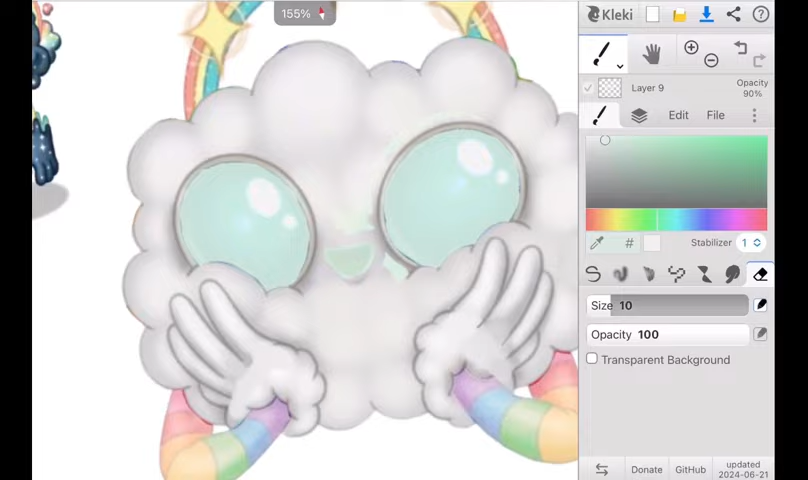 155%
Kleki
Layer 9
Opacity
90%
Edit File
Stabilizer 1
Size 10
Opacity 100
Transparent Background
Donate GitHub updated
2024-06-21